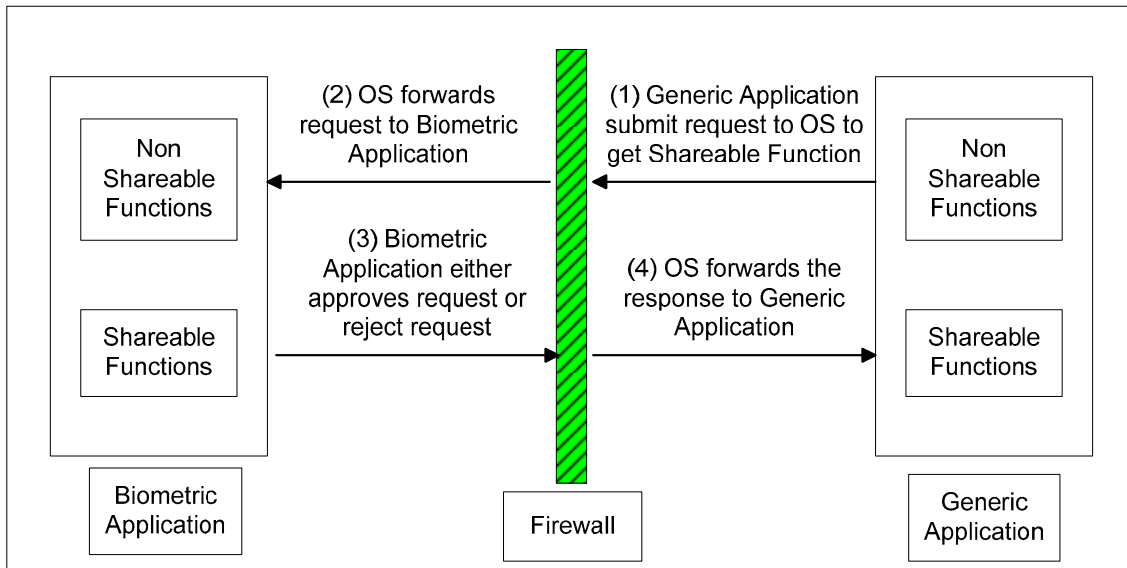 (2) OS forwards
request to Biometric
Application
(1) Generic Application
submit request to OS to
get Shareable Function
Non
Shareable
Functions
Non
Shareable
Functions
(3) Biometric
Application either
approves request or
reject request
(4) OS forwards the
response to Generic
Application
Shareable
Functions
Shareable
Functions
Biometric
Application
Firewall
Generic
Application